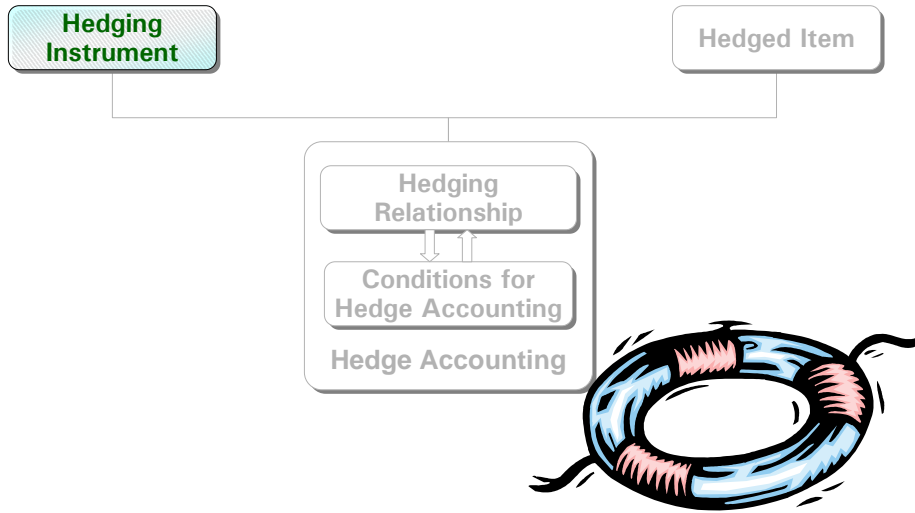 Hedging
Instrument
Hedged Item
Hedging
Relationship
Conditions for
Hedge Accounting
Hedge Accounting